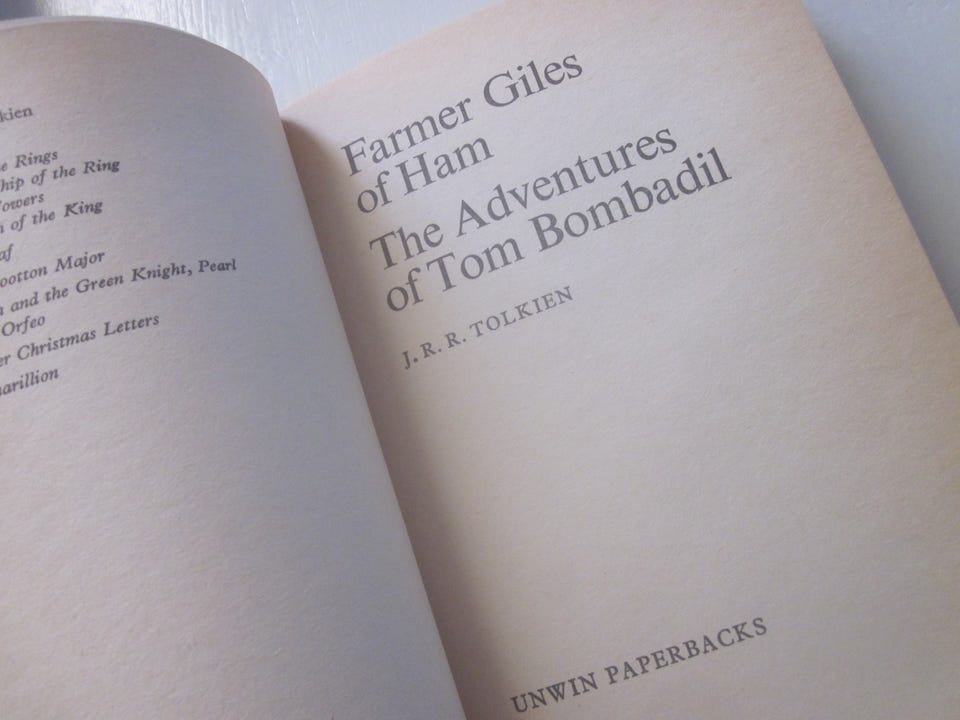 kien
e Rings
hip of the Ring
owers
n of the King
af
ootton Major
n and the Green Knight, Pearl
Orfeo
er Christmas Letters
arillion
Farmer Giles
of Ham
The Adventures
of Tom Bombadil
J. R. R. TOLKIEN
UNWIN PAPERBACKS